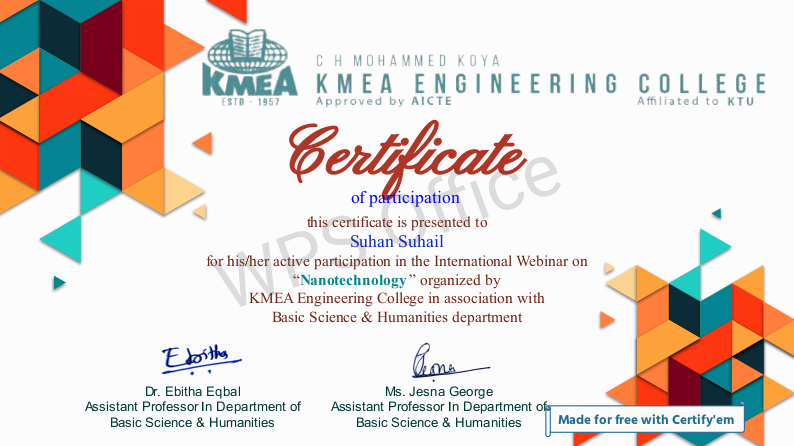 KMEA
ESTD - 1957
C H MOHAMMED KOYA
KMEA ENGINEERING COLLEGE
Approved by AICTE
Affiliated to KTU
Certificate
of participation
WPS Office
this certificate is presented to
Suhan Suhail
for his/her active participation in the International Webinar on
“Nanotechnology” organized by
KMEA Engineering College in association with
Basic Science & Humanities department
Ebitha
Jesna
Dr. Ebitha Eqbal
Assistant Professor In Department of
Basic Science & Humanities
Ms. Jesna George
Assistant Professor In Department of
Basic Science & Humanities
Made for free with Certify'em